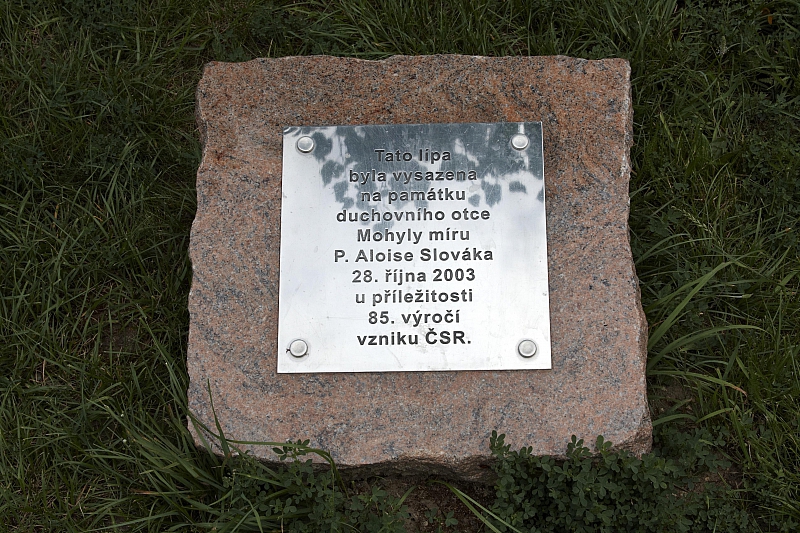 Tato lípa
byla vysazena
na památku
duchovního otce
Mohyly míru
P. Aloise Slováka
28. října 2003
u příležitosti
85. výročí
vzniku ČSR.